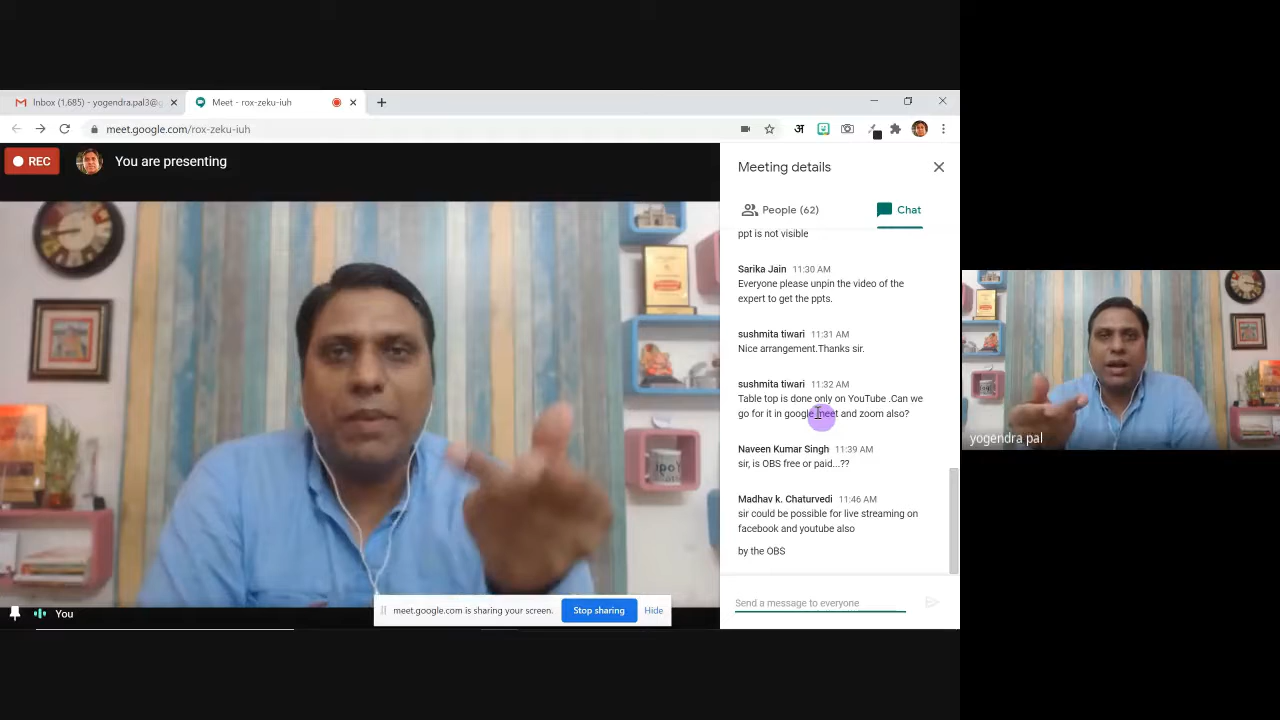 Inbox (1,685) - yogendra.pal3@g
Meet - rox-zeku-iuh
meet.google.com/rox-zeku-iuh
अ
REC
You are presenting
Meeting details
People (62)
Chat
ppt is not visible
Sarika Jain 11:30 AM
Everyone please unpin the video of the
expert to get the ppts.
sushmita tiwari 11:31 AM
Nice arrangement.Thanks sir.
sushmita tiwari 11:32 AM
Table top is done only on YouTube .Can we
go for it in google meet and zoom also?
Naveen Kumar Singh 11:39 AM
sir, is OBS free or paid...??
Madhav k. Chaturvedi 11:46 AM
sir could be possible for live streaming on
facebook and youtube also
by the OBS
Send a message to everyone
meet.google.com is sharing your screen.
Stop sharing
Hide
You
yogendra pal